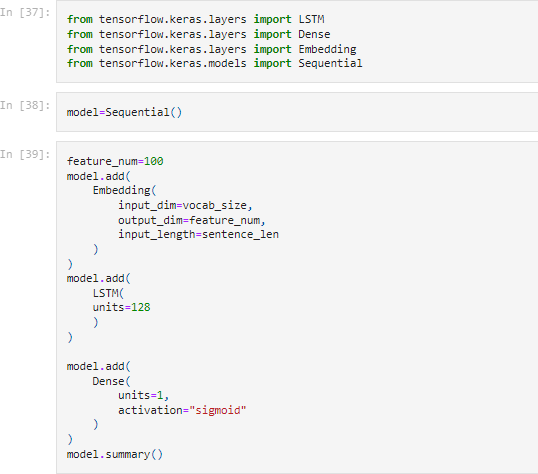 In [37]:
from tensorflow.keras.layers import LSTM
from tensorflow.keras.layers import Dense
from tensorflow.keras.layers import Embedding
from tensorflow.keras.models import Sequential
In [38]:
model=Sequential()
In [39]:
feature_num=100
model.add(
    Embedding(
        input_dim=vocab_size,
        output_dim=feature_num,
        input_length=sentence_len
    )
)
model.add(
    LSTM(
    units=128
    )
)

model.add(
    Dense(
        units=1,
        activation="sigmoid"
    )
)
model.summary()